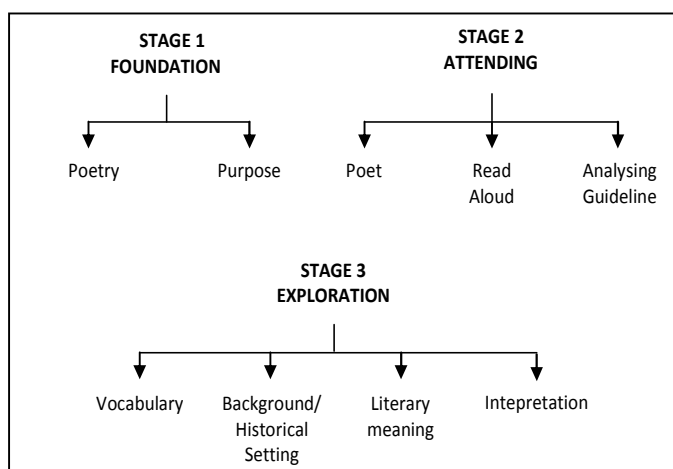 STAGE 1
FOUNDATION
STAGE 2
ATTENDING
Poetry
Purpose
Poet
Read
Aloud
Analysing
Guideline
STAGE 3
EXPLORATION
Vocabulary
Background/
Historical
Setting
Literary
meaning
Intepretation